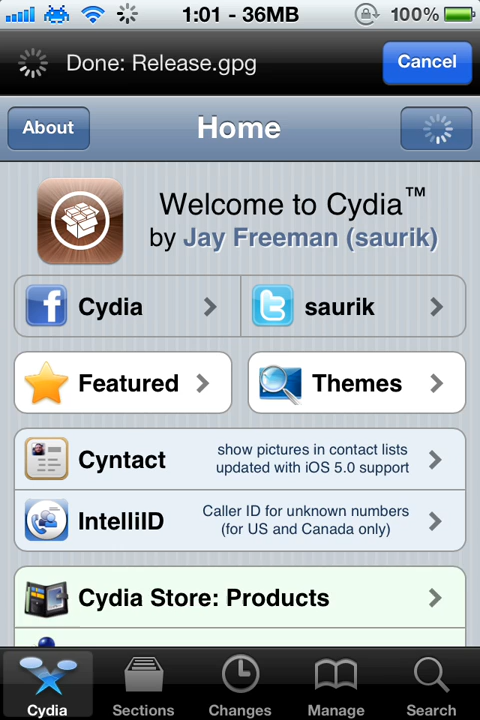 1:01 - 36MB
100%
Done: Release.gpg
Cancel
About
Home
Welcome to Cydia™
by Jay Freeman (saurik)
Cydia
saurik
Featured
Themes
Cyntact
show pictures in contact lists
updated with iOS 5.0 support
IntelliID
Caller ID for unknown numbers
(for US and Canada only)
Cydia Store: Products
Cydia
Sections
Changes
Manage
Search